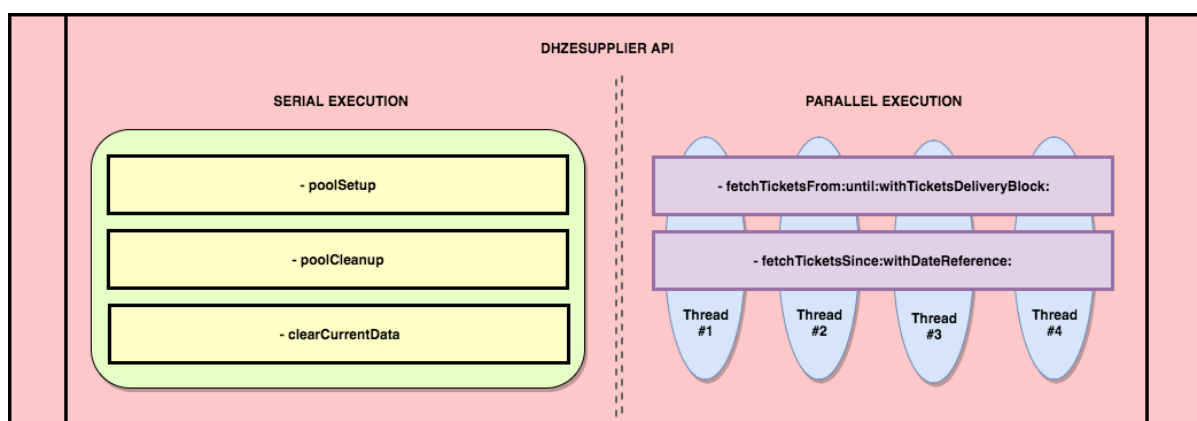 DHZESUPPLIER API
SERIAL EXECUTION
- poolSetup
- poolCleanup
- clearCurrentData
PARALLEL EXECUTION
- fetchTicketsFrom:until:withTicketsDeliveryBlock:
- fetchTicketsSince:withDateReference:
Thread
#1
Thread
#2
Thread
#3
Thread
#4